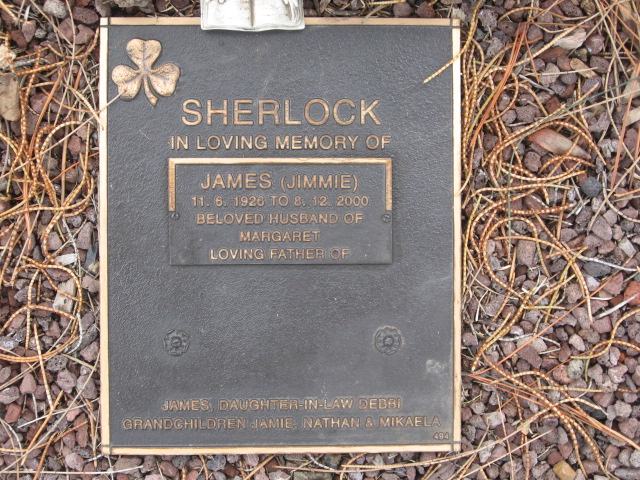 SHERLOCK
IN LOVING MEMORY OF
JAMES (JIMMIE)
11. 6. 1926 TO 8. 12. 2000
BELOVED HUSBAND OF
MARGARET
LOVING FATHER OF
JAMES, DAUGHTER-IN-LAW DEBRI
GRANDCHILDREN JAMIE, NATHAN & MIKAELA
494